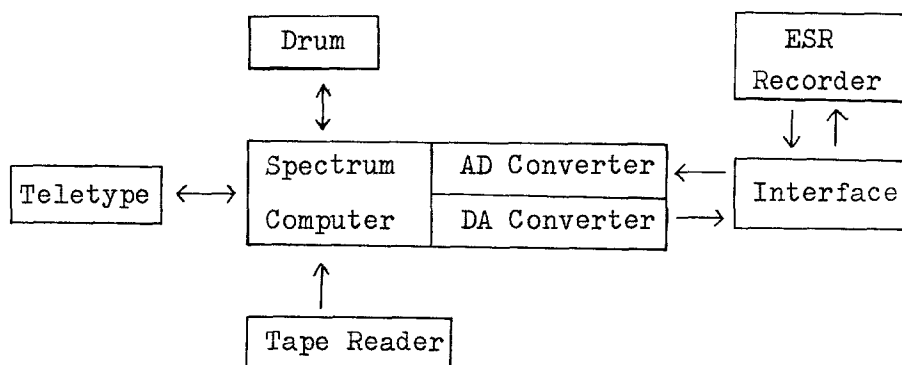 Drum
ESR
Recorder
Spectrum
Computer
AD Converter
DA Converter
Teletype
Interface
Tape Reader